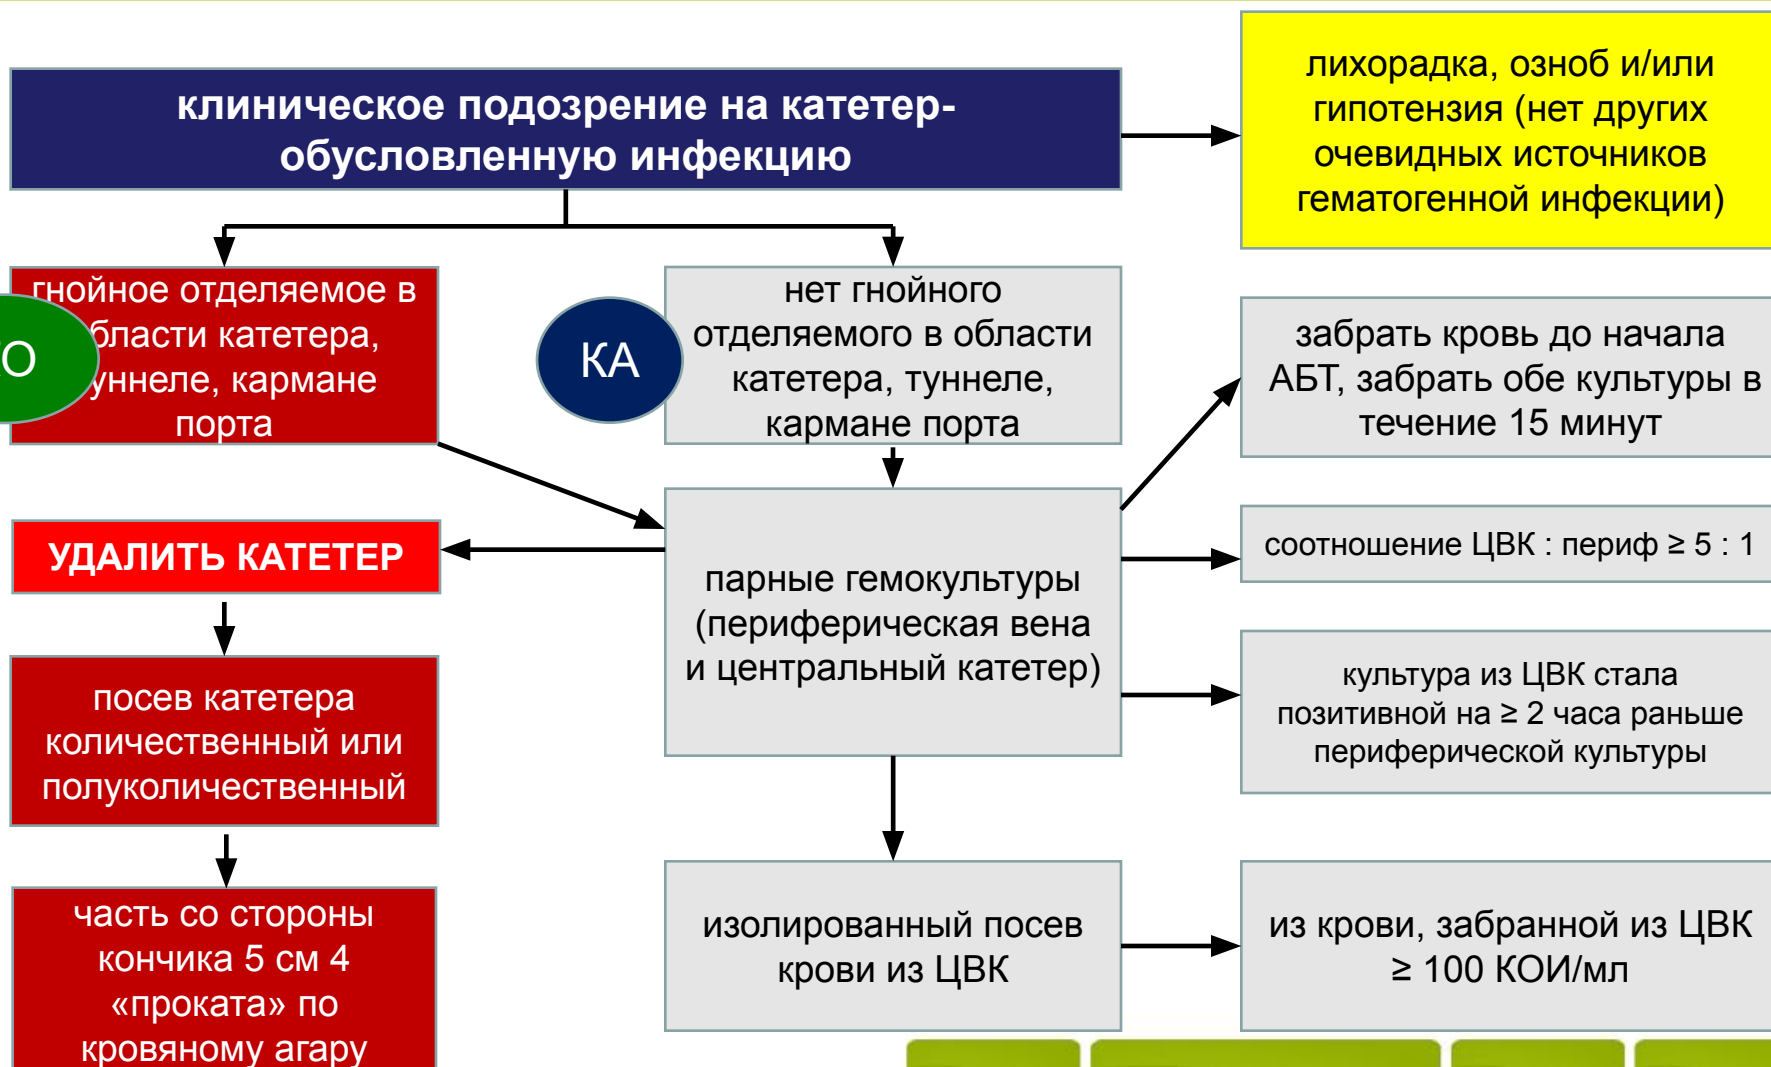 клиническое подозрение на катетер-
обусловленную инфекцию
лихорадка, озноб и/или
гипотензия (нет других
очевидных источников
гематогенной инфекции)
гнойное отделяемое в
бласти катетера,
уннеле, кармане
порта
О
КА
нет гнойного
отделяемого в области
катетера, туннеле,
кармане порта
забрать кровь до начала
АБТ, забрать обе культуры в
течение 15 минут
УДАЛИТЬ КАТЕТЕР
парные гемокультуры
(периферическая вена
и центральный катетер)
соотношение ЦВК : периф ≥ 5 : 1
культура из ЦВК стала
позитивной на ≥ 2 часа раньше
периферической культуры
посев катетера
количественный или
полуколичественный
часть со стороны
кончика 5 см 4
«проката» по
кровяному агару
изолированный посев
крови из ЦВК
из крови, забранной из ЦВК
≥ 100 КОИ/мл